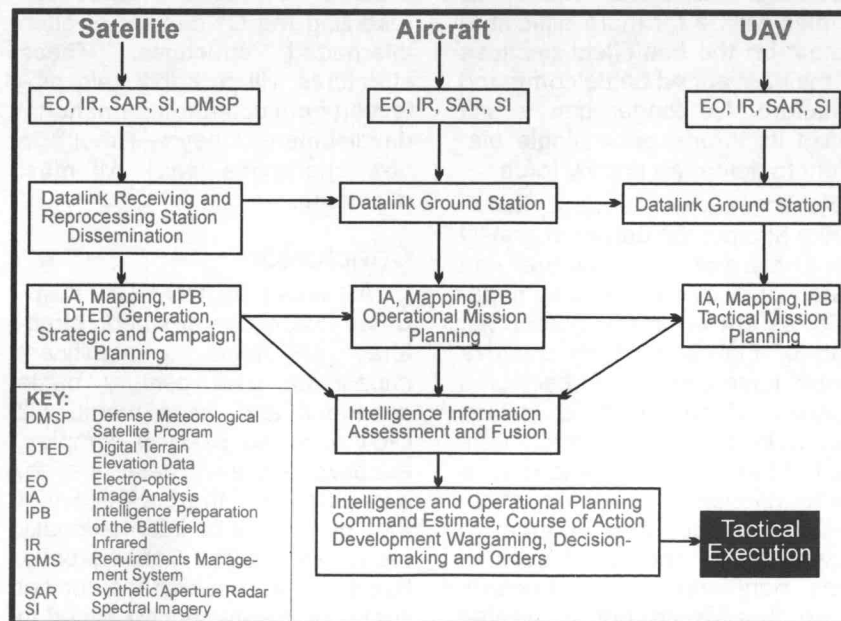 Satellite
Aircraft
UAV
EO, IR, SAR, SI, DMSP
EO, IR, SAR, SI
EO, IR, SAR, SI
Datalink Receiving and
Reprocessing Station
Dissemination
Datalink Ground Station
Datalink Ground Station
IA, Mapping, IPB,
DTED Generation,
Strategic and Campaign
Planning
IA, Mapping,IPB
Operational Mission
Planning
IA, Mapping,IPB
Tactical Mission
Planning
Intelligence Information
Assessment and Fusion
Intelligence and Operational Planning
Command Estimate, Course of Action
Development Wargaming, Decision-
making and Orders
Tactical
Execution
KEY:
DMSP Defense Meteorological
Satellite Program
DTED Digital Terrain
Elevation Data
EO Electro-optics
IA Image Analysis
IPB Intelligence Preparation
of the Battlefield
IR Infrared
RMS Requirements Manage-
ment System
SAR Synthetic Aperture Radar
SI Spectral Imagery